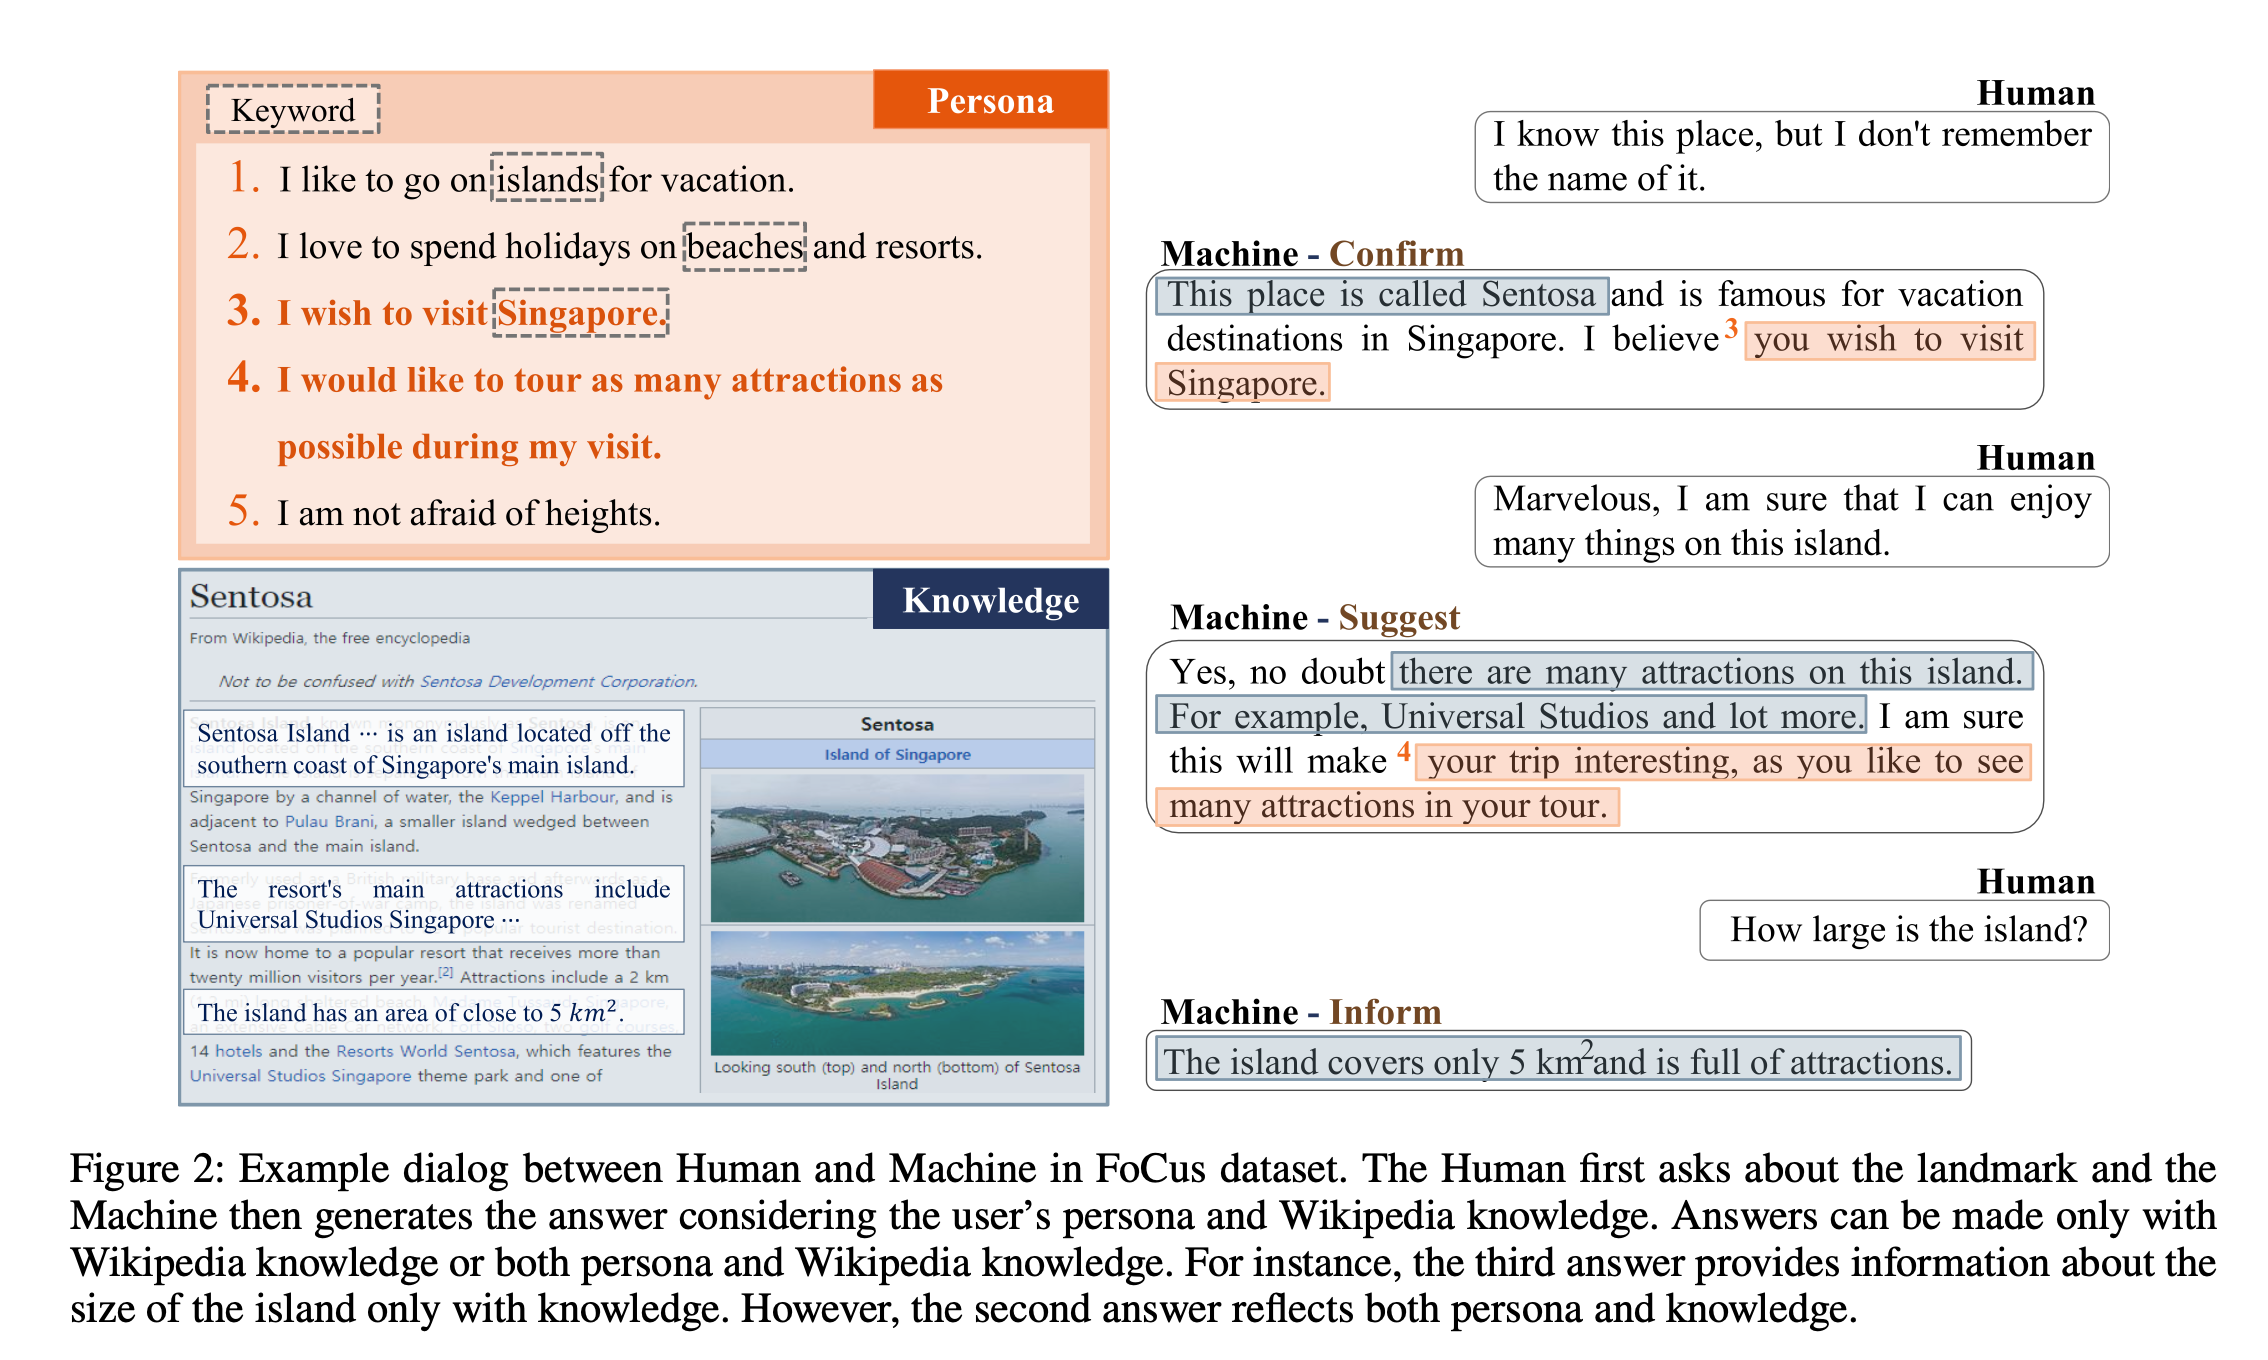 Keyword
Persona
1. I like to go on islands for vacation.
2. I love to spend holidays on beaches and resorts.
3. I wish to visit Singapore.
4. I would like to tour as many attractions as
possible during my visit.
5. I am not afraid of heights.
Sentosa
Knowledge
From Wikipedia, the free encyclopedia
Not to be confused with Sentosa Development Corporation.
Sentosa Island ··· is an island located off the
southern coast of Singapore's main island.
Singapore by a channel of water, the Keppel Harbour, and is
adjacent to Pulau Brani, a smaller island wedged between
Sentosa and the main island.
The resort's main attractions include
Universal Studios Singapore ···
It is now home to a popular resort that receives more than
twenty million visitors per year.[2] Attractions include a 2 km
The island has an area of close to 5 km².
14 hotels and the Resorts World Sentosa, which features the
Universal Studios Singapore theme park and one of
Sentosa
Island of Singapore
Looking south (top) and north (bottom) of Sentosa
Island
Human
I know this place, but I don't remember
the name of it.
Machine - Confirm
This place is called Sentosa and is famous for vacation
destinations in Singapore. I believe 3 you wish to visit
Singapore.
Human
Marvelous, I am sure that I can enjoy
many things on this island.
Machine - Suggest
Yes, no doubt there are many attractions on this island.
For example, Universal Studios and lot more. I am sure
this will make 4 your trip interesting, as you like to see
many attractions in your tour.
Human
How large is the island?
Machine - Inform
The island covers only 5 km² and is full of attractions.
Figure 2: Example dialog between Human and Machine in FoCus dataset. The Human first asks about the landmark and the
Machine then generates the answer considering the user’s persona and Wikipedia knowledge. Answers can be made only with
Wikipedia knowledge or both persona and Wikipedia knowledge. For instance, the third answer provides information about the
size of the island only with knowledge. However, the second answer reflects both persona and knowledge.